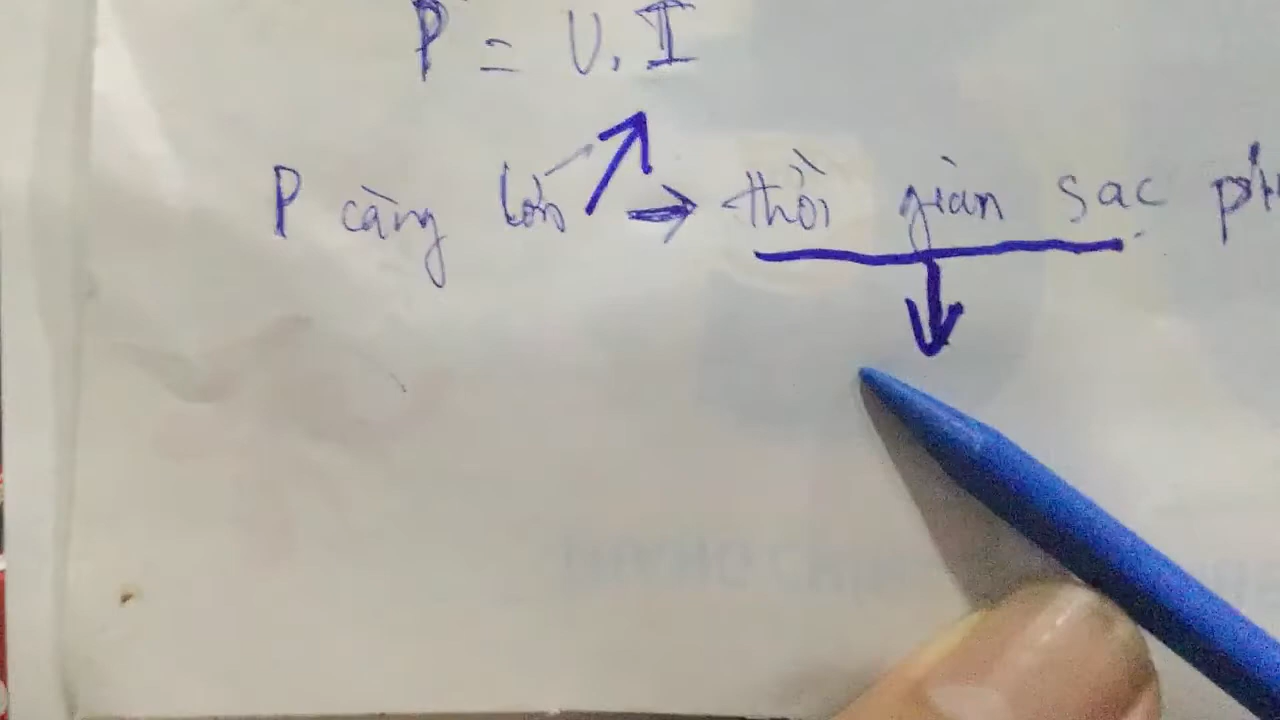 P = U.I
P càng lớn → thời gian sạc